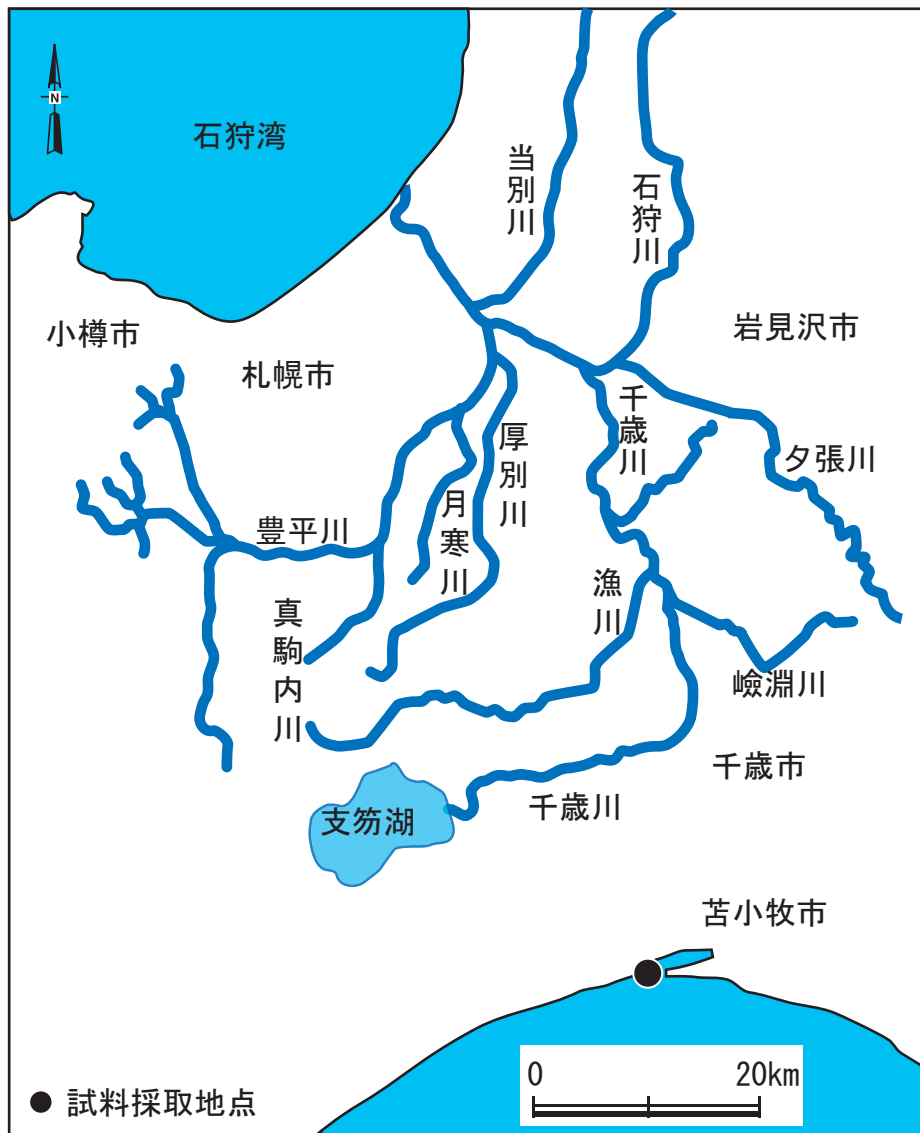 N
石狩湾
当別川
石狩川
小樽市
札幌市
岩見沢市
千歳川
厚別川
夕張川
月寒川
豊平川
漁川
真駒内川
嶮淵川
千歳市
支笏湖
千歳川
苫小牧市
0 20km
試料採取地点